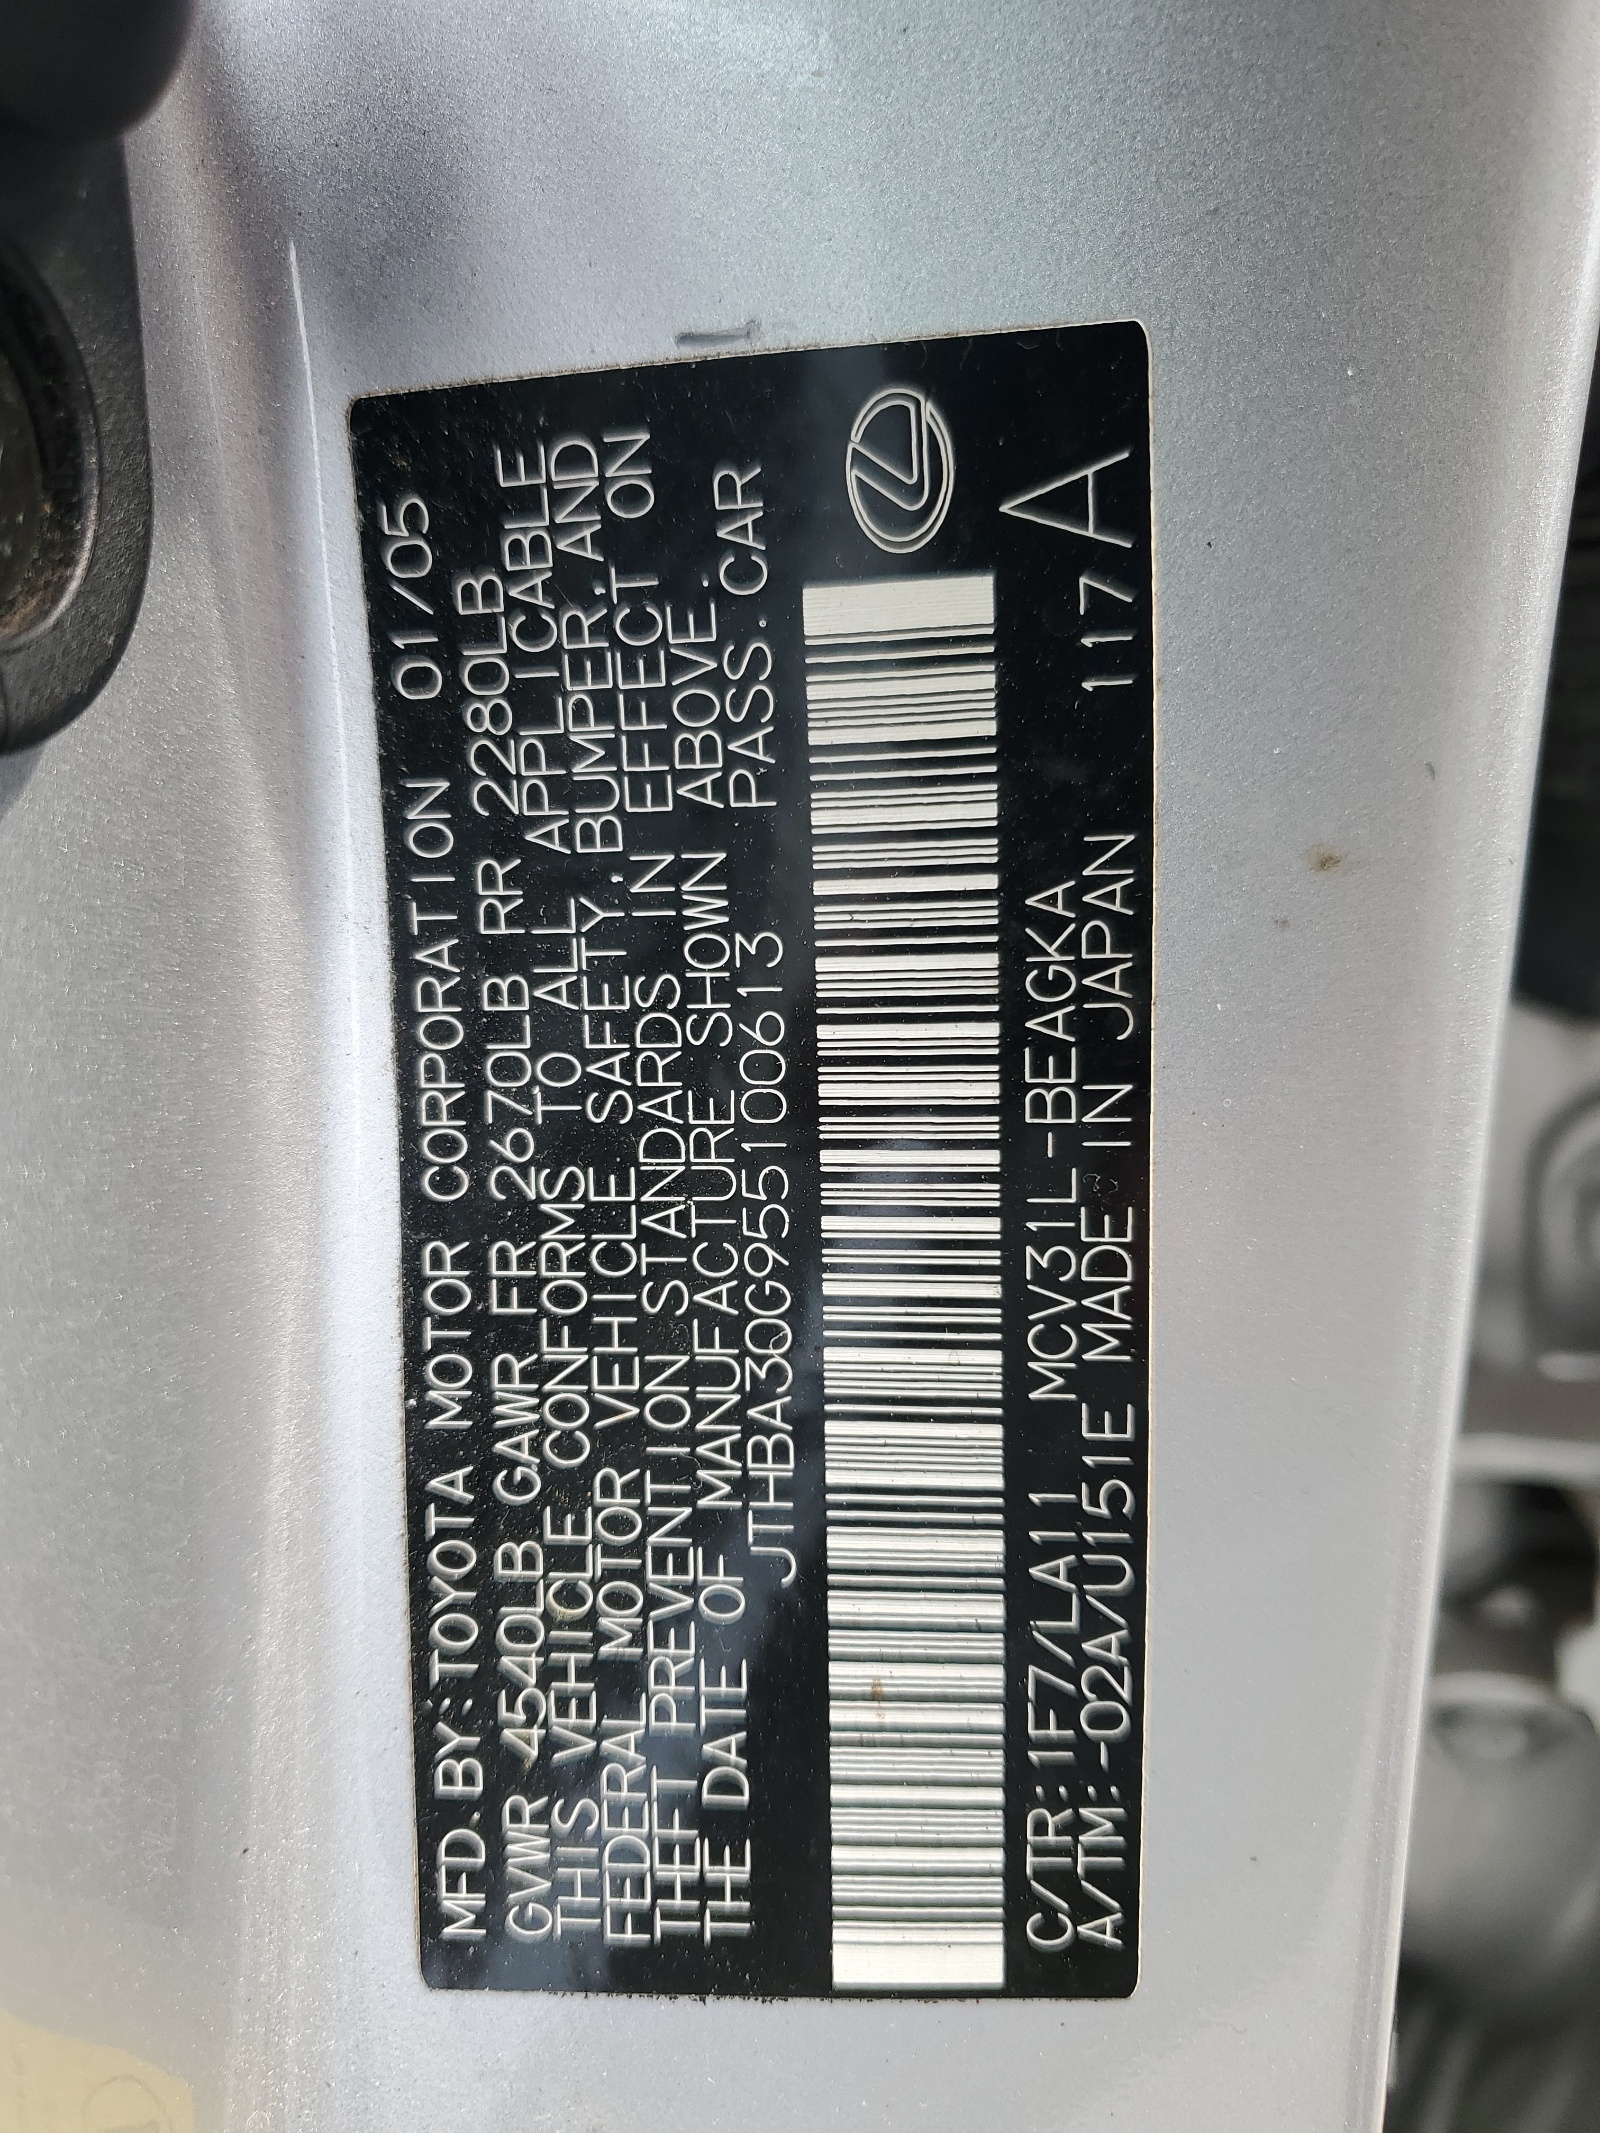 MFD.BY:TOYOTA MOTOR CORPORATION 01/05
GVWR 4540LB GAWR FR 2670LB RR 2280LB
THIS VEHICLE CONFORMS TO ALL APPLICABLE
FEDERAL MOTOR VEHICLE SAFETY,BUMPER,AND
THEFT PREVENTION STANDARDS IN EFFECT ON
THE DATE OF MANUFACTURE SHOWN ABOVE.
JTHBA30G955100613 PASS.CAR
C/TR:1F7/LA11 MCV31L-BEAGKA
A/TM:-02A/U151E MADE IN JAPAN 117 A